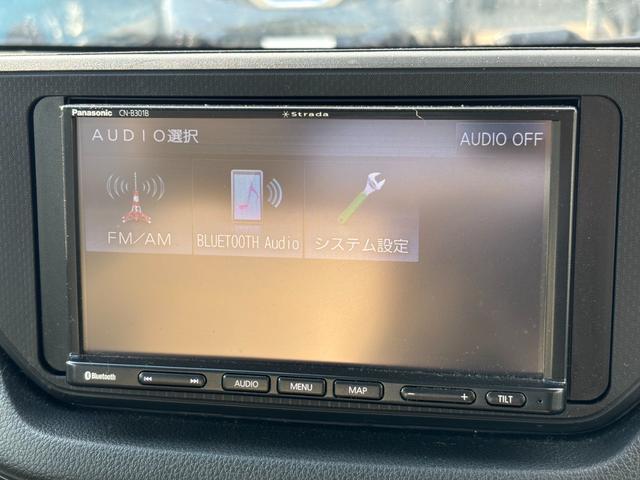 Panasonic CN-B301B Strada
AUDIO選択 AUDIO OFF
FM/AM BLUETOOTH Audio システム設定
Bluetooth AUDIO MENU MAP − + TILT